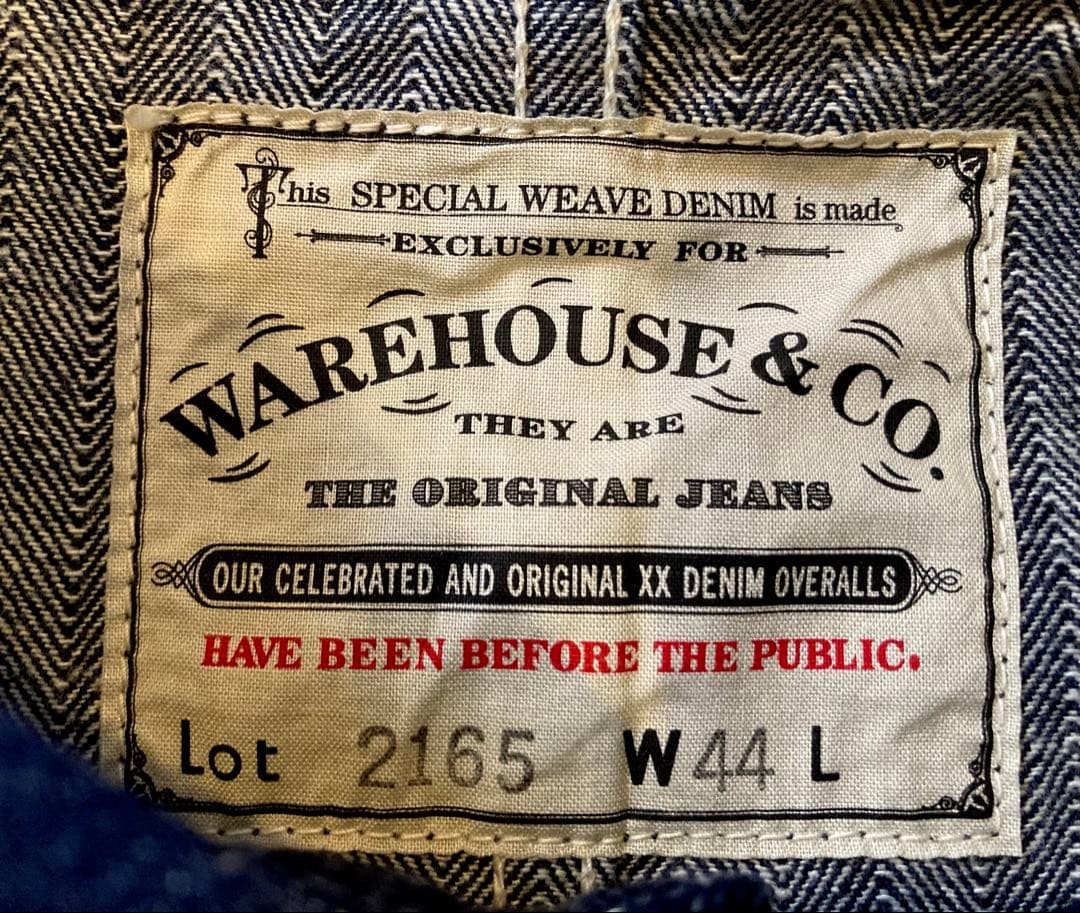 This SPECIAL WEAVE DENIM is made
EXCLUSIVELY FOR
WAREHOUSE & CO.
THEY ARE
THE ORIGINAL JEANS
OUR CELEBRATED AND ORIGINAL XX DENIM OVERALLS
HAVE BEEN BEFORE THE PUBLIC.
Lot 2165 W44 L